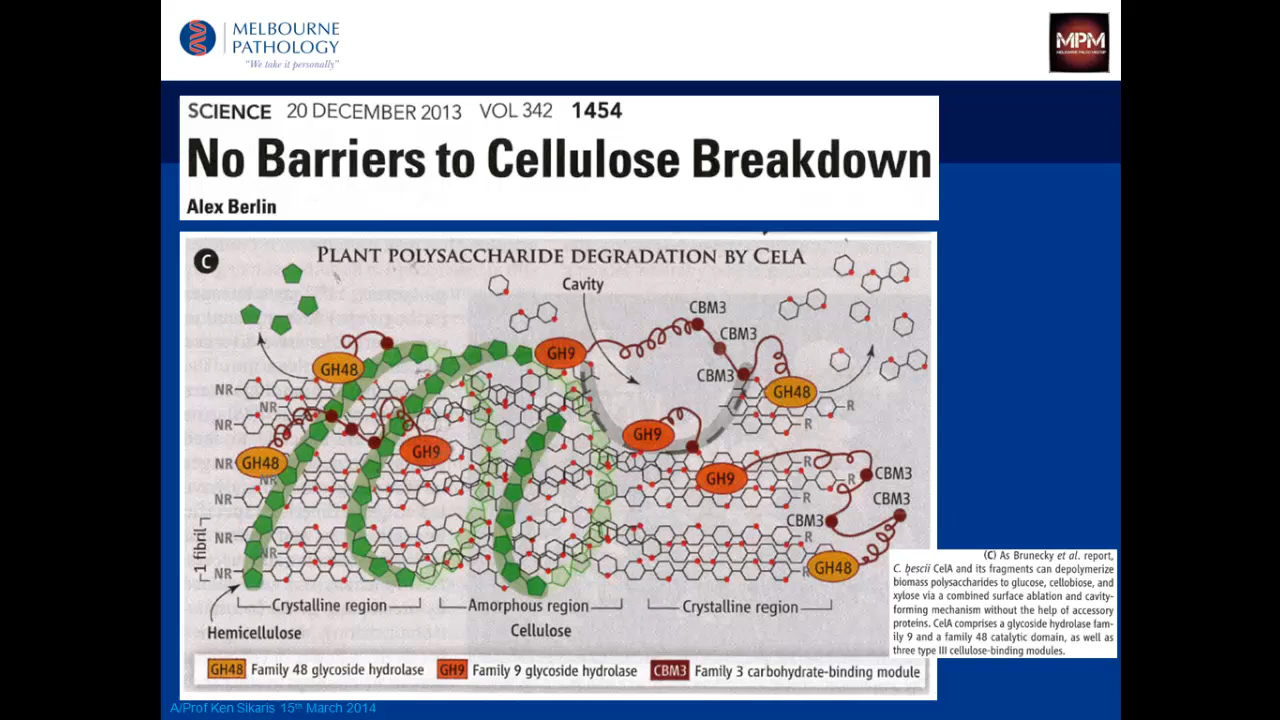 MELBOURNE
PATHOLOGY
"We take it personally"
MPM
SCIENCE 20 DECEMBER 2013 VOL 342 1454
No Barriers to Cellulose Breakdown
Alex Berlin
C
PLANT POLYSACCHARIDE DEGRADATION BY CELA
Cavity
CBM3
CBM3
CBM3
GH9
GH48
GH48
NR
NR
R
NR
R
GH9
GH9
NR
GH48
GH9
R
CBM3
NR
R
CBM3
NR
R
CBM3
NR
R
1 fibril
NR
NR
R
GH48
Crystalline region
Amorphous region
Crystalline region
Hemicellulose
Cellulose
(C) As Brunecky et al. report,
C. bescii CelA and its fragments can depolymerize
biomass polysaccharides to glucose, cellobiose, and
xylose via a combined surface ablation and cavity-
forming mechanism without the help of accessory
proteins. CelA comprises a glycoside hydrolase fam-
ily 9 and a family 48 catalytic domain, as well as
three type III cellulose-binding modules.
GH48 Family 48 glycoside hydrolase GH9 Family 9 glycoside hydrolase CBM3 Family 3 carbohydrate-binding module
A/Prof Ken Sikaris 15th March 2014